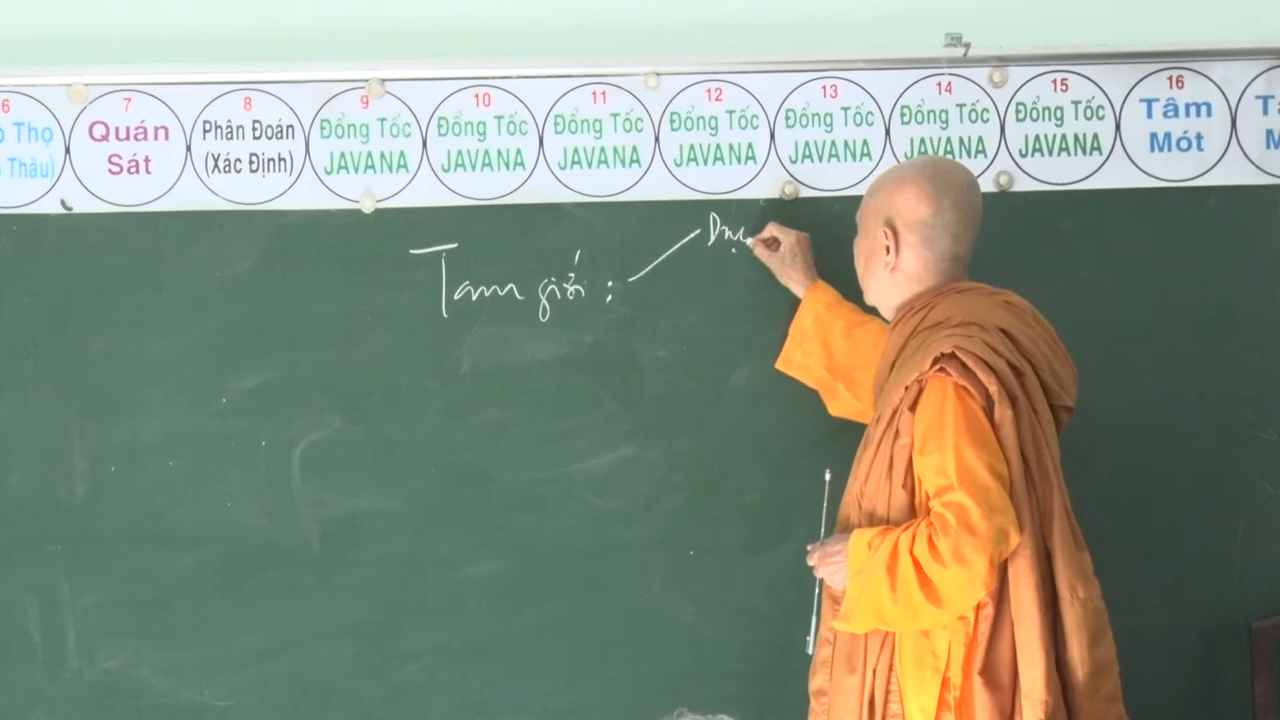 6 7 8 9 10 11 12 13 14 15 16
Thọ Quán Phân Đoán Đổng Tốc Đổng Tốc Đổng Tốc Đổng Tốc Đổng Tốc Đổng Tốc Đổng Tốc Tâm
Thâu) Sát (Xác Định) JAVANA JAVANA JAVANA JAVANA JAVANA JAVANA JAVANA Mót
Dục
Tam giới :